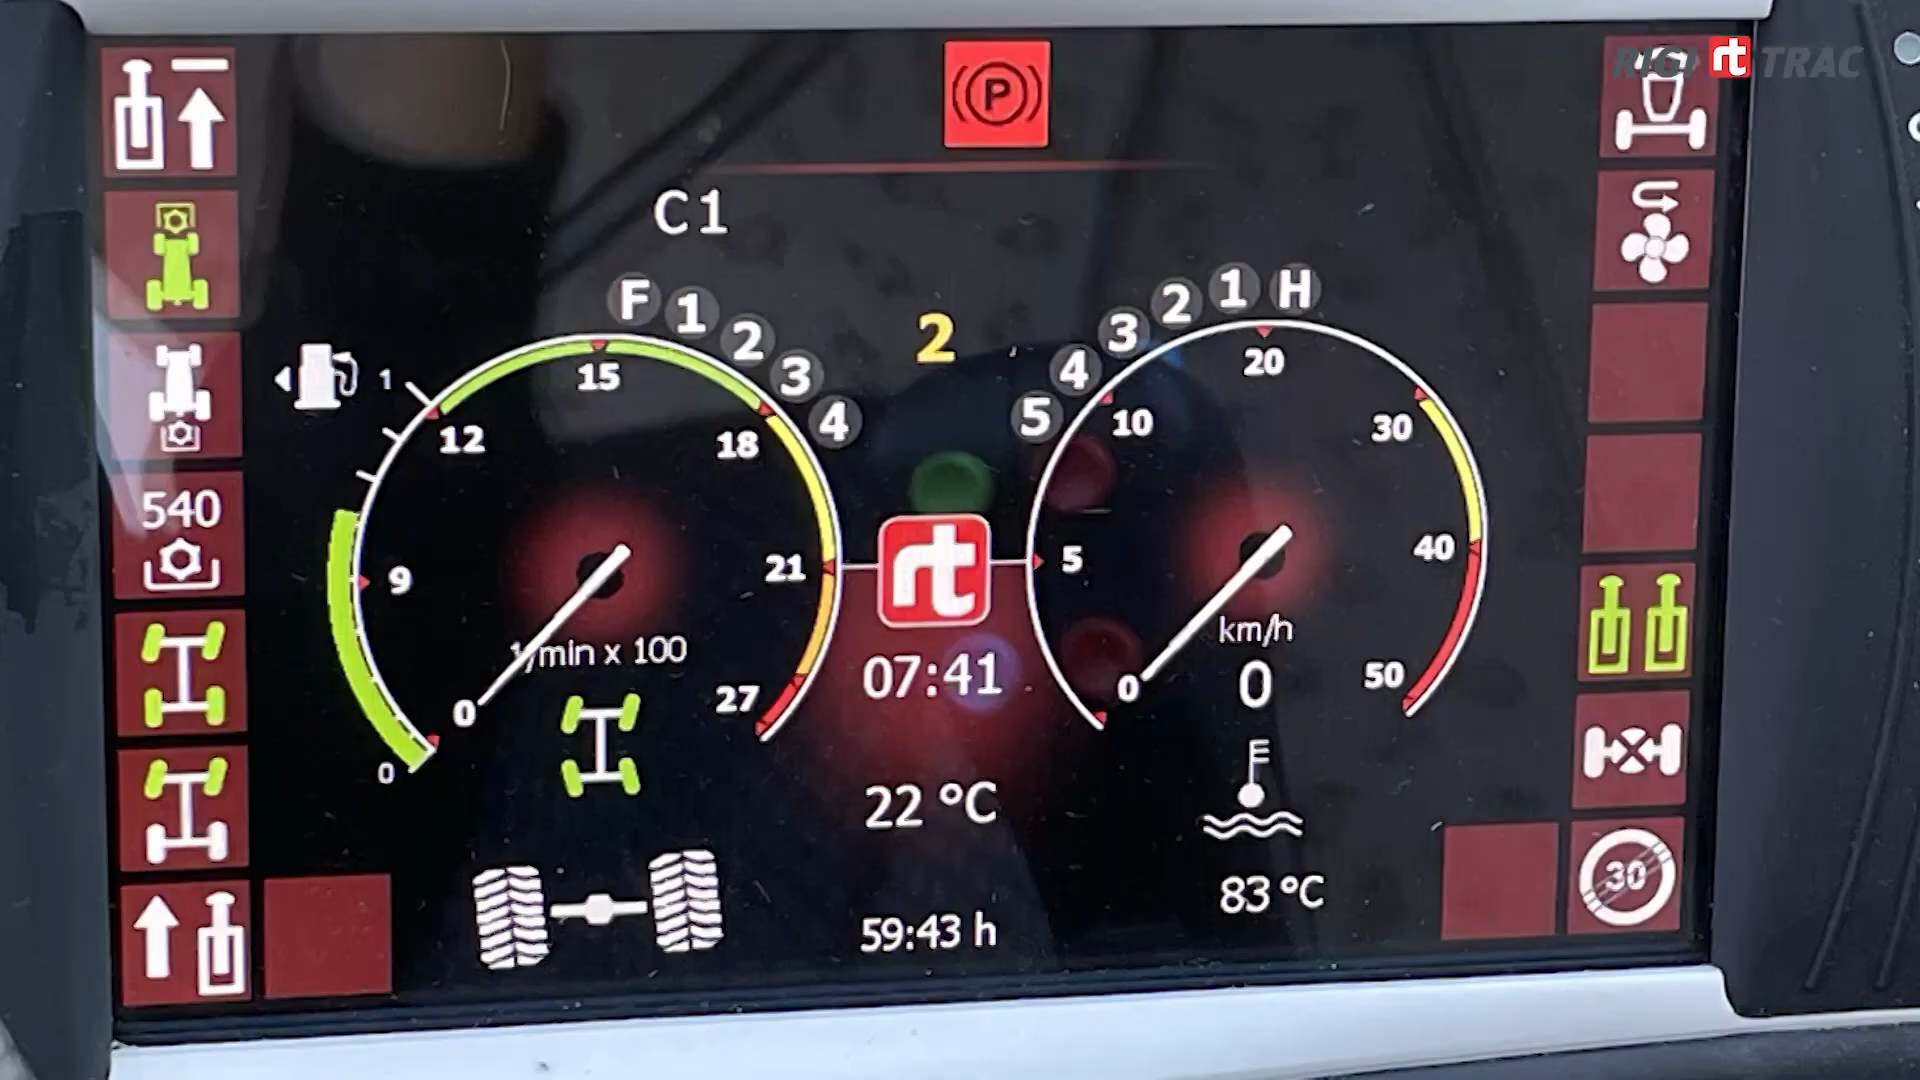 RIGI rt TRAC
P
C1
F 1 2 3 4
2
5 4 3 2 1 H
1
0
0 9 12 15 18 21 27
1/min x 100
0 5 10 20 30 40 50
km/h
0
540
rt
07:41
22 °C
59:43 h
83 °C
30